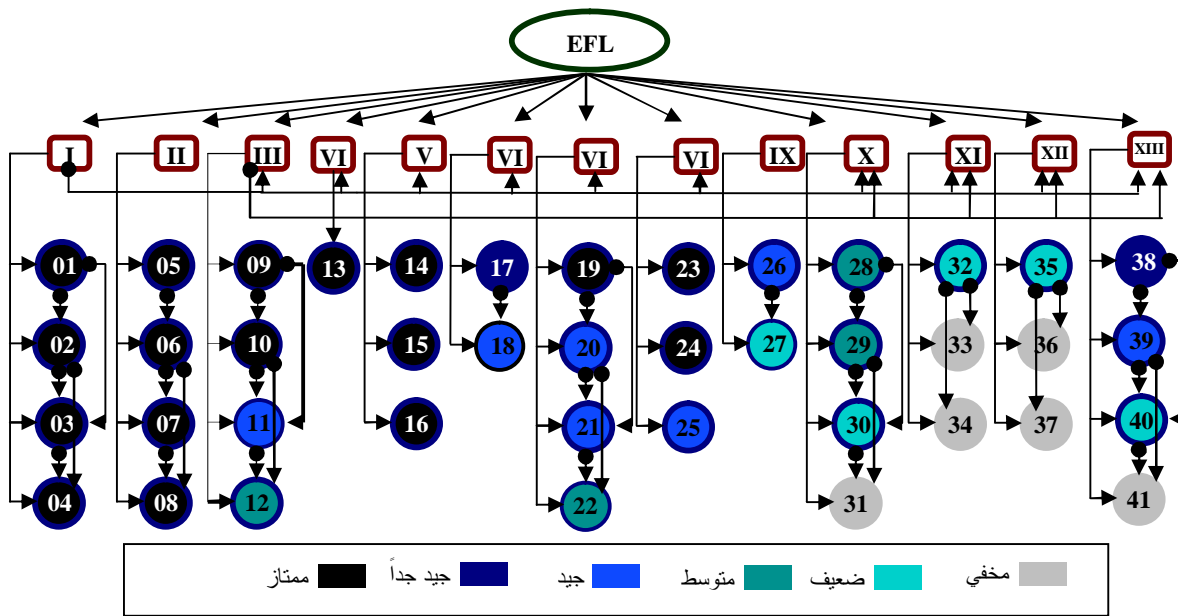 EFL
I II III VI V VI VI VI IX X XI XII XIII
01 05 09 13 14 17 19 23 26 28 32 35 38
02 06 10 15 18 20 24 27 29 33 36 39
03 07 11 16 21 25 30 34 37 40
04 08 12 22 31 41
ممتاز جيد جداً جيد متوسط ضعيف مخفي